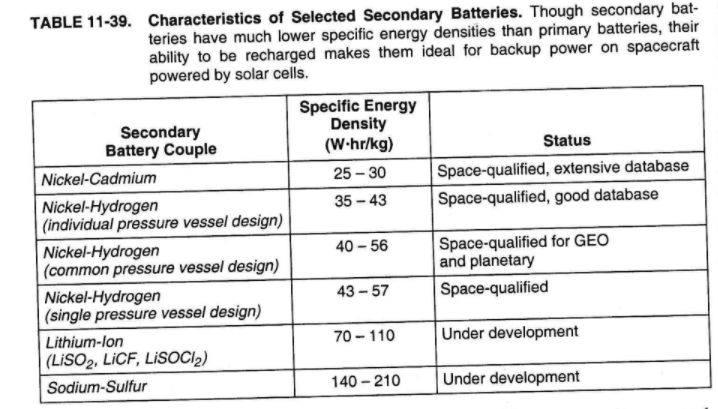 TABLE 11-39. Characteristics of Selected Secondary Batteries. Though secondary bat-
teries have much lower specific energy densities than primary batteries, their
ability to be recharged makes them ideal for backup power on spacecraft
powered by solar cells.
Secondary
Battery Couple
Specific Energy
Density
(W·hr/kg)
Status
Nickel-Cadmium
25 – 30
Space-qualified, extensive database
Nickel-Hydrogen
(individual pressure vessel design)
35 – 43
Space-qualified, good database
Nickel-Hydrogen
(common pressure vessel design)
40 – 56
Space-qualified for GEO
and planetary
Nickel-Hydrogen
(single pressure vessel design)
43 – 57
Space-qualified
Lithium-Ion
(LiSO₂, LiCF, LiSOCl₂)
70 – 110
Under development
Sodium-Sulfur
140 – 210
Under development